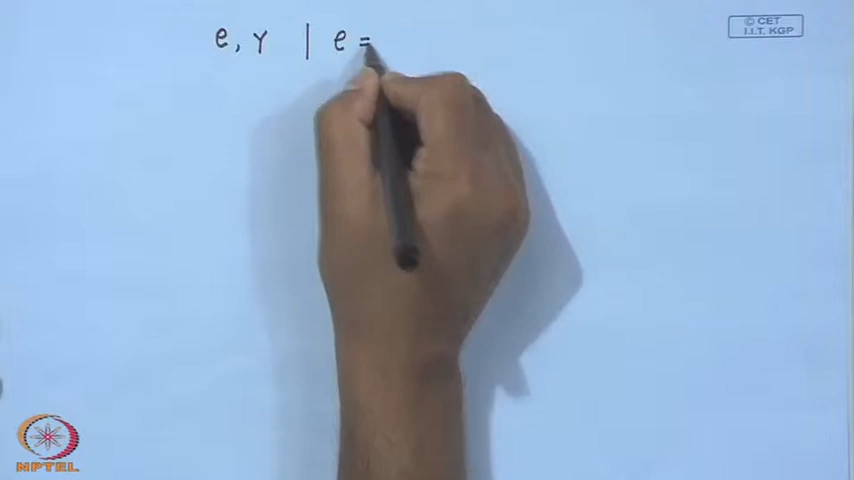 e, Y | e =
© CET
I.I.T. KGP
NPTEL